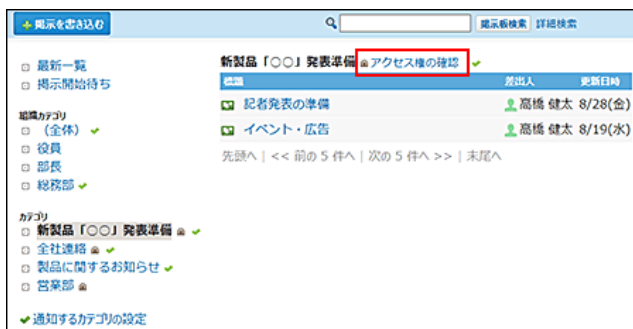 +掲示を書き込む
掲示板検索 詳細検索
最新一覧
掲示開始待ち
組織カテゴリ
(全体)
役員
部長
総務部
カテゴリ
新製品「○○」発表準備
全社連絡
製品に関するお知らせ
営業部
通知するカテゴリの設定
新製品「○○」発表準備 アクセス権の確認
標題 差出人 更新日時
記者発表の準備 高橋 健太 8/28(金)
イベント・広告 高橋 健太 8/19(水)
先頭へ | << 前の 5 件へ | 次の 5 件へ >> | 末尾へ